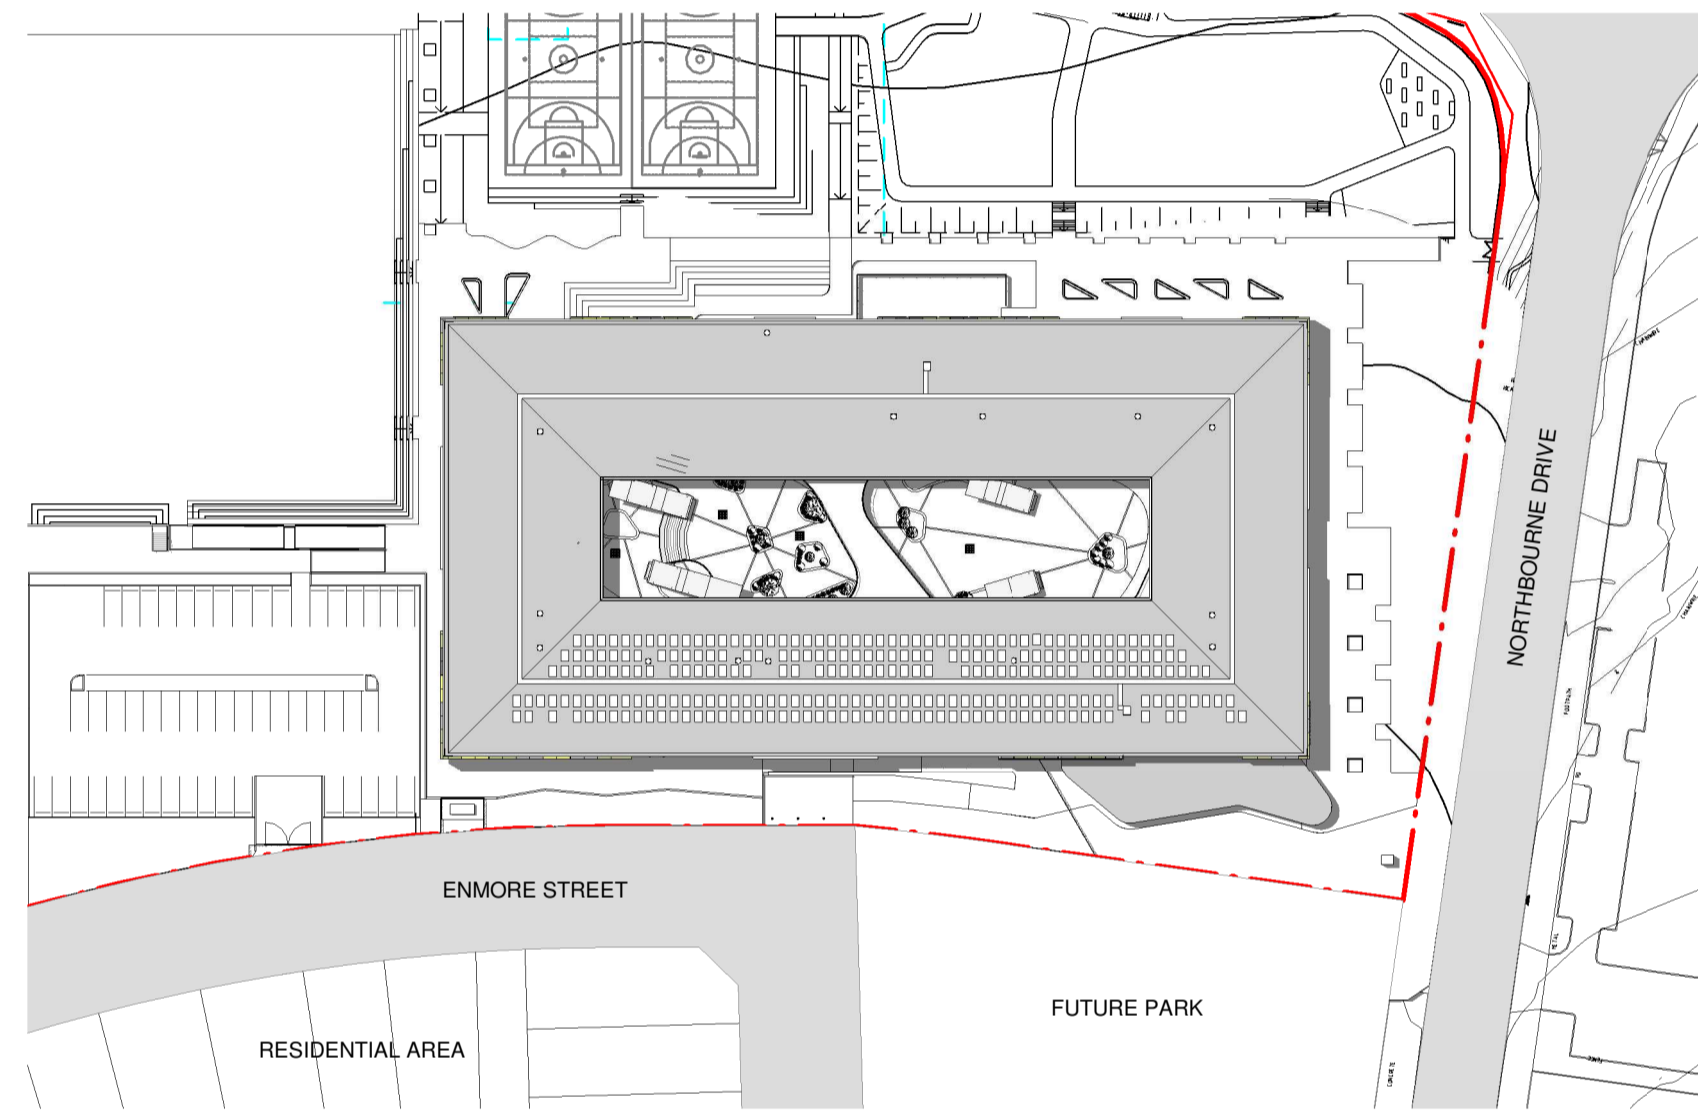 NORTHBOURNE DRIVE
ENMORE STREET
FUTURE PARK
RESIDENTIAL AREA